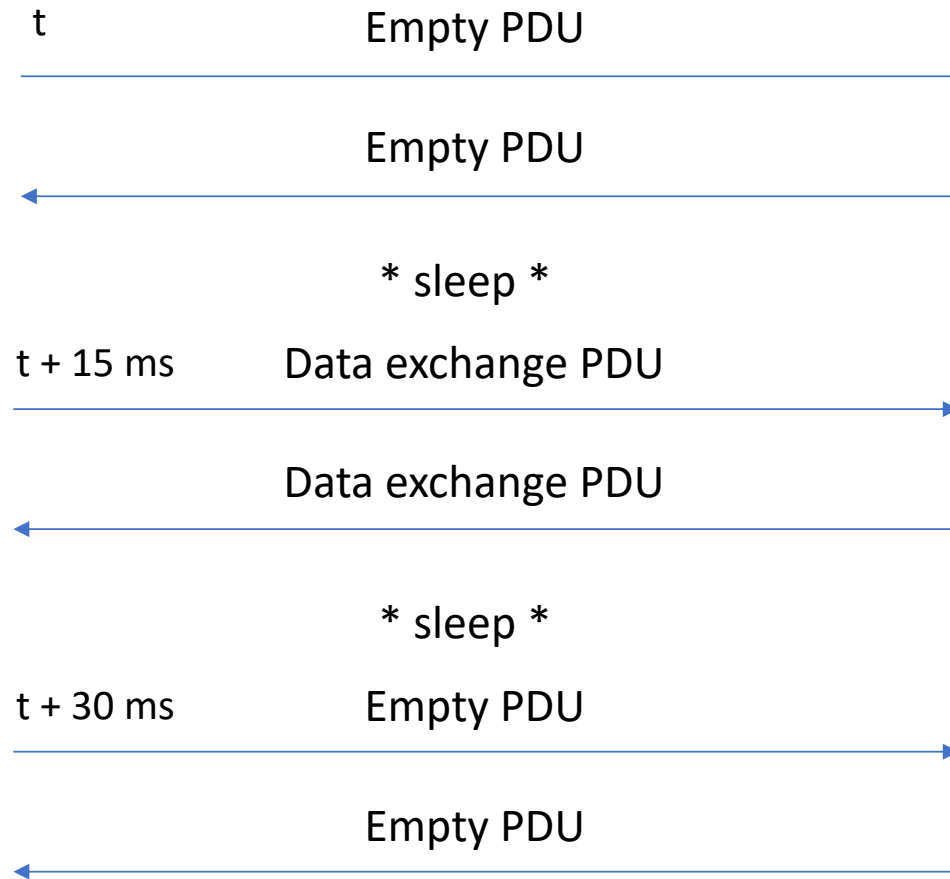 t Empty PDU
Empty PDU
* sleep *
t + 15 ms Data exchange PDU
Data exchange PDU
* sleep *
t + 30 ms Empty PDU
Empty PDU